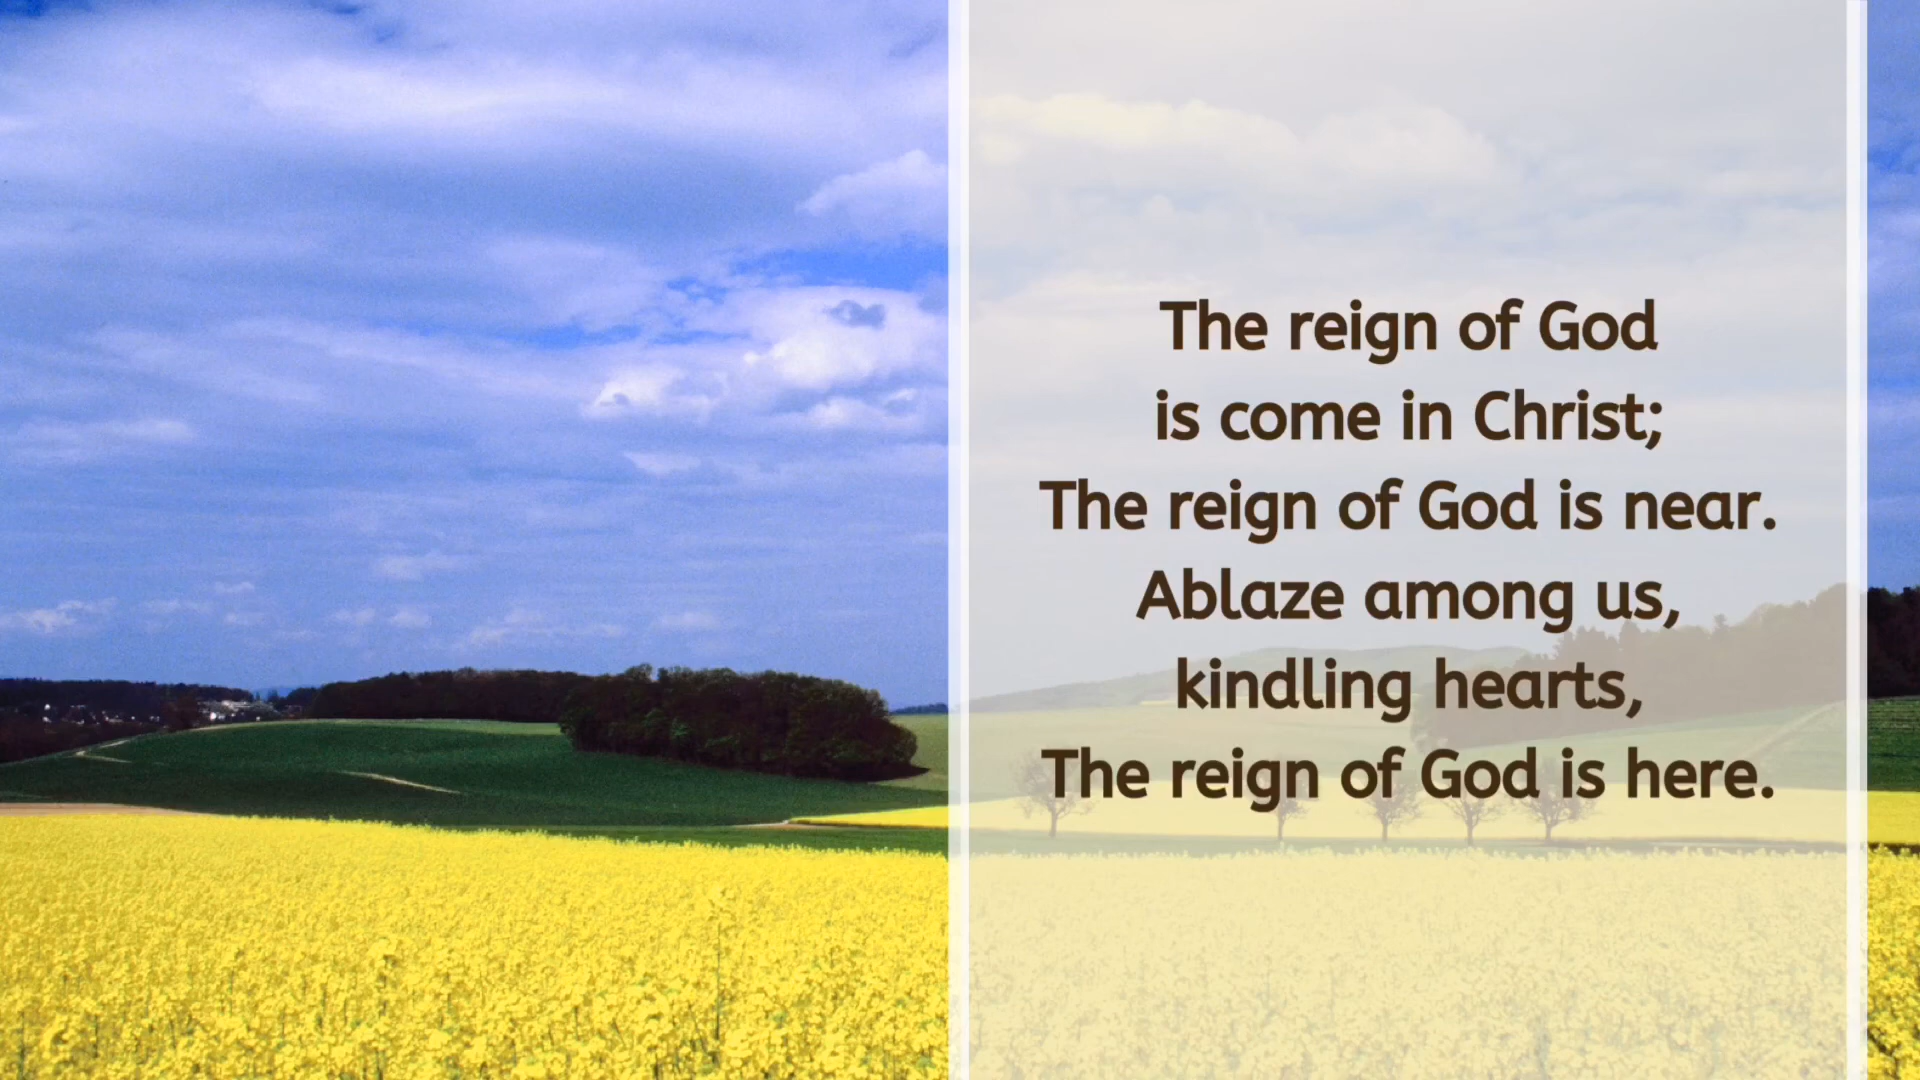 The reign of God
is come in Christ;
The reign of God is near.
Ablaze among us,
kindling hearts,
The reign of God is here.